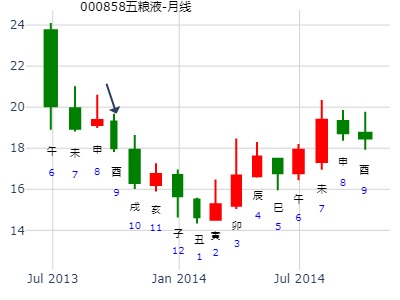 000858五粮液-月线
24
22
20
18
16
14
午
6
未
7
申
8
酉
9
戌
10
亥
11
子
12
丑
1
寅
2
卯
3
辰
4
巳
5
午
6
未
7
申
8
酉
9
Jul 2013
Jan 2014
Jul 2014